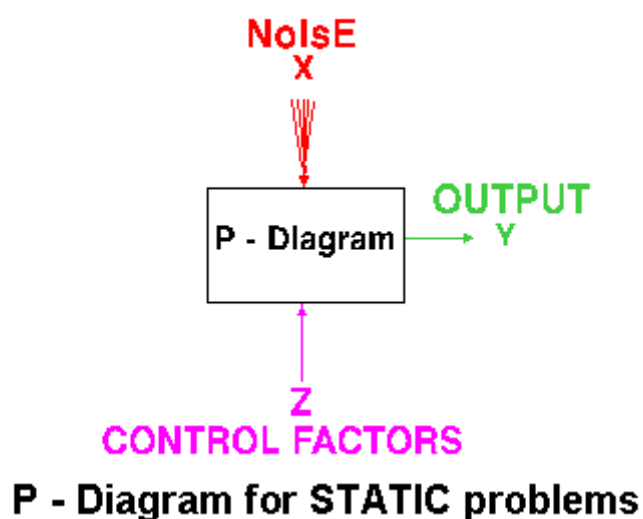 NoIsE
X
P - DIagram
OUTPUT
Y
Z
CONTROL FACTORS
P - Diagram for STATIC problems